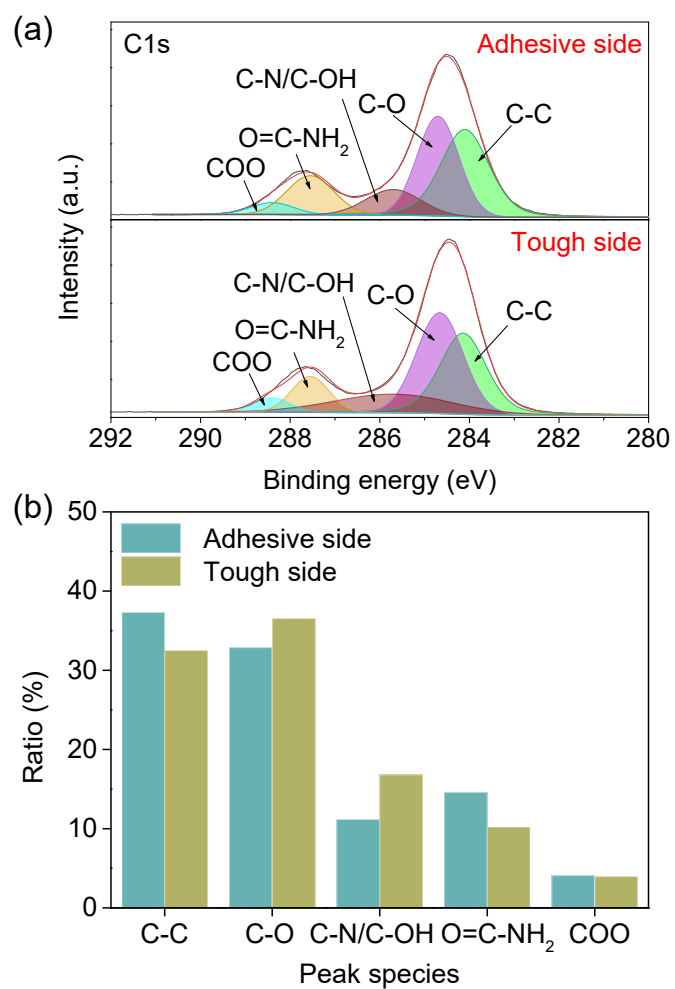 (a)
C1s
Adhesive side
C-N/C-OH
C-O
C-C
O=C-NH₂
COO
Tough side
C-N/C-OH
C-O
C-C
O=C-NH₂
COO
Intensity (a.u.)
292 290 288 286 284 282 280
Binding energy (eV)
(b)
50
40
30
20
10
0
Adhesive side
Tough side
Ratio (%)
C-C C-O C-N/C-OH O=C-NH₂ COO
Peak species